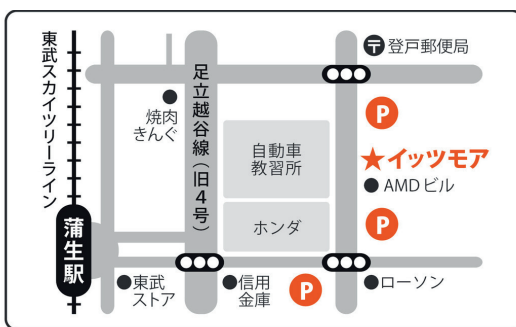 東武スカイツリーライン
蒲生駅
足立越谷線(旧4号)
焼肉
きんぐ
〒登戸郵便局
P
自動車
教習所
★イッツモア
AMDビル
ホンダ
P
東武
ストア
信用
金庫
P
ローソン